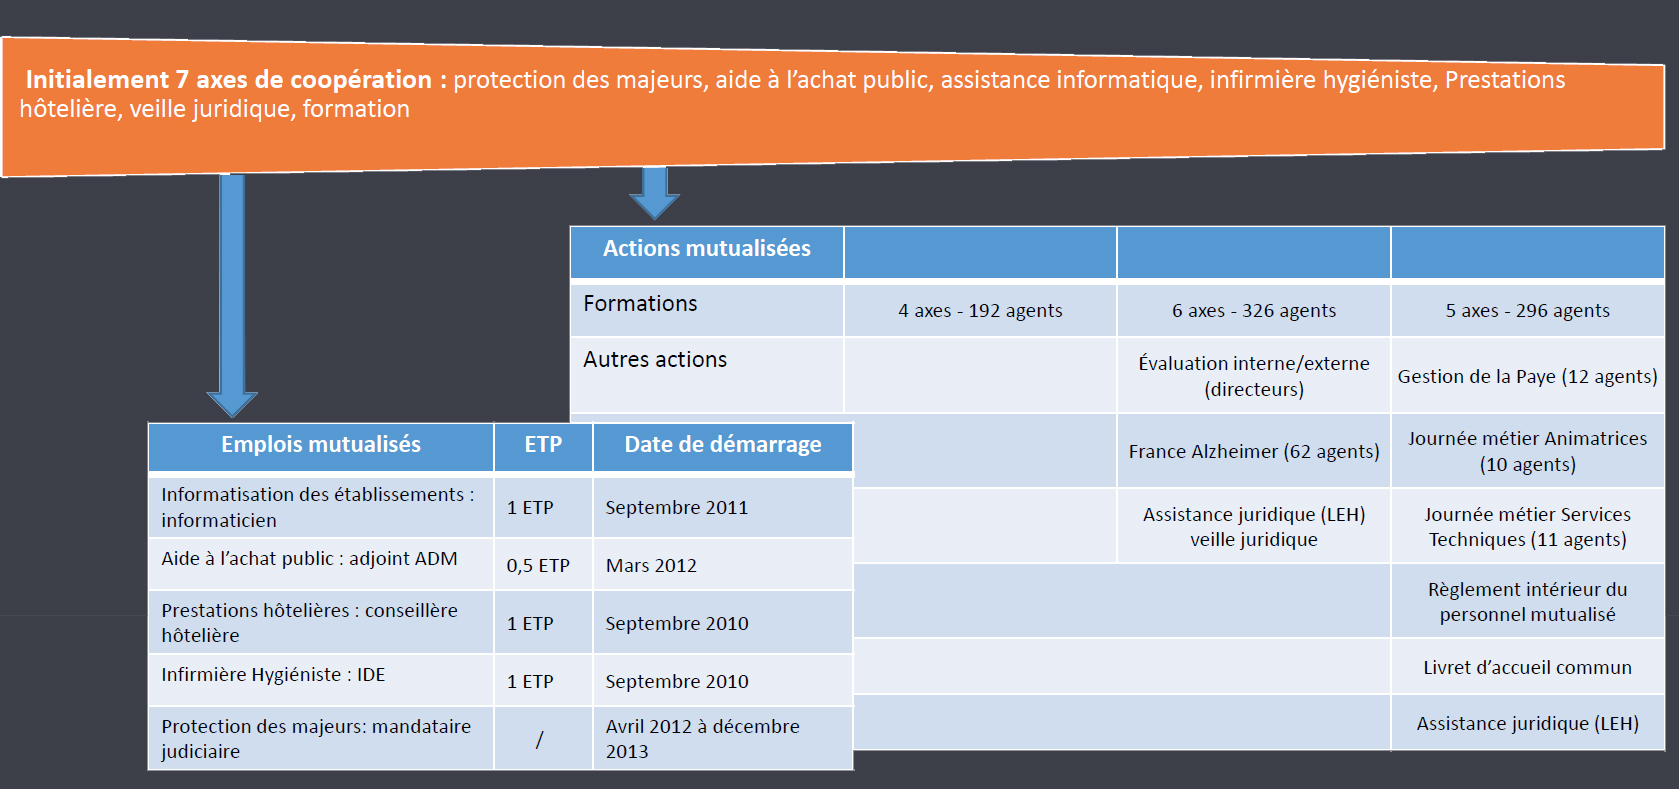 Initialement 7 axes de coopération : protection des majeurs, aide à l’achat public, assistance informatique, infirmière hygiéniste, Prestations
hôtelière, veille juridique, formation
Actions mutualisées
Formations
4 axes - 192 agents
6 axes - 326 agents
5 axes - 296 agents
Autres actions
Évaluation interne/externe
(directeurs)
Gestion de la Paye (12 agents)
France Alzheimer (62 agents)
Journée métier Animatrices
(10 agents)
Assistance juridique (LEH)
veille juridique
Journée métier Services
Techniques (11 agents)
Règlement intérieur du
personnel mutualisé
Livret d’accueil commun
Assistance juridique (LEH)
Emplois mutualisés
ETP
Date de démarrage
Informatisation des établissements :
informaticien
1 ETP
Septembre 2011
Aide à l’achat public : adjoint ADM
0,5 ETP
Mars 2012
Prestations hôtelières : conseillère
hôtelière
1 ETP
Septembre 2010
Infirmière Hygiéniste : IDE
1 ETP
Septembre 2010
Protection des majeurs: mandataire
judiciaire
/
Avril 2012 à décembre
2013